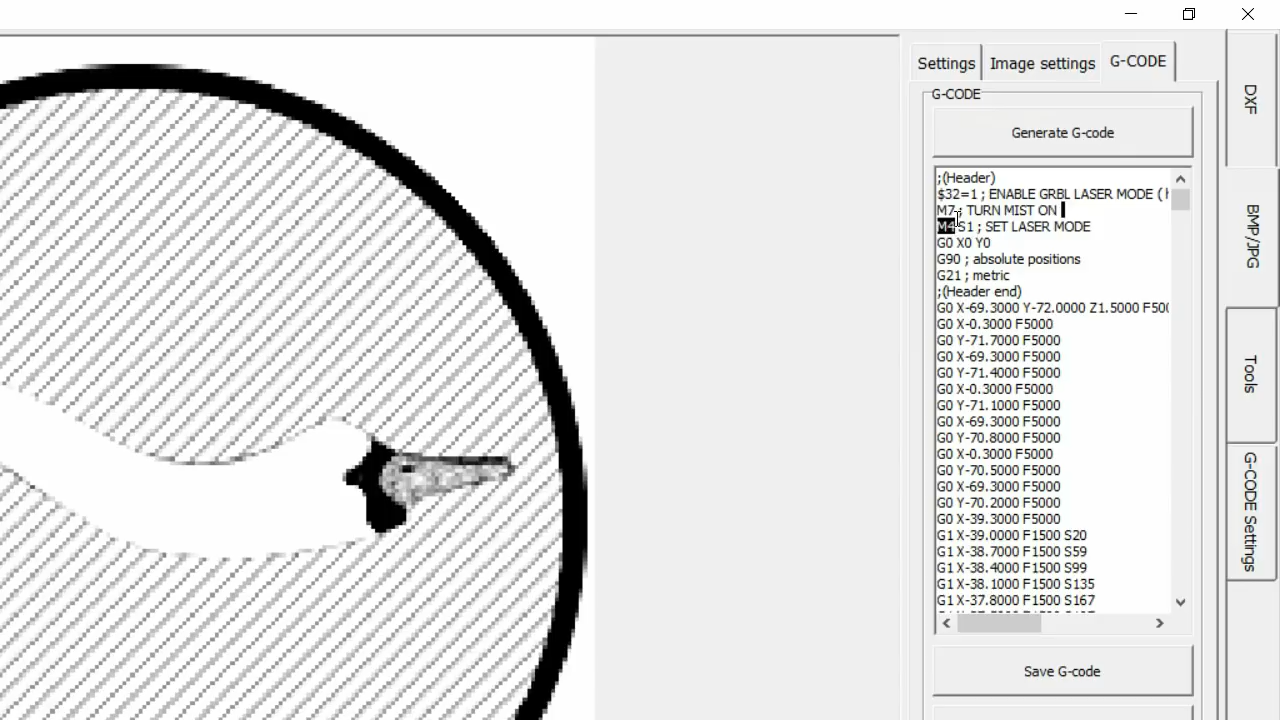 Settings
Image settings
G-CODE
G-CODE
Generate G-code
;(Header)
$32=1 ; ENABLE GRBL LASER MODE (
M7 ; TURN MIST ON
M4 S1 ; SET LASER MODE
G0 X0 Y0
G90 ; absolute positions
G21 ; metric
;(Header end)
G0 X-69.3000 Y-72.0000 Z1.5000 F500
G0 X-0.3000 F5000
G0 Y-71.7000 F5000
G0 X-69.3000 F5000
G0 Y-71.4000 F5000
G0 X-0.3000 F5000
G0 Y-71.1000 F5000
G0 X-69.3000 F5000
G0 Y-70.8000 F5000
G0 X-0.3000 F5000
G0 Y-70.5000 F5000
G0 X-69.3000 F5000
G0 Y-70.2000 F5000
G0 X-39.3000 F5000
G1 X-39.0000 F1500 S20
G1 X-38.7000 F1500 S59
G1 X-38.4000 F1500 S99
G1 X-38.1000 F1500 S135
G1 X-37.8000 F1500 S167
Save G-code
DXF
BMP/JPG
Tools
G-CODE Settings